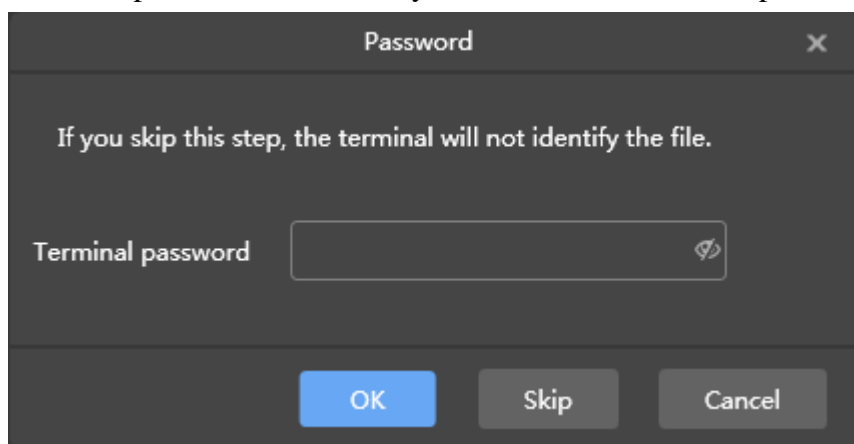 Password
If you skip this step, the terminal will not identify the file.
Terminal password
OK Skip Cancel